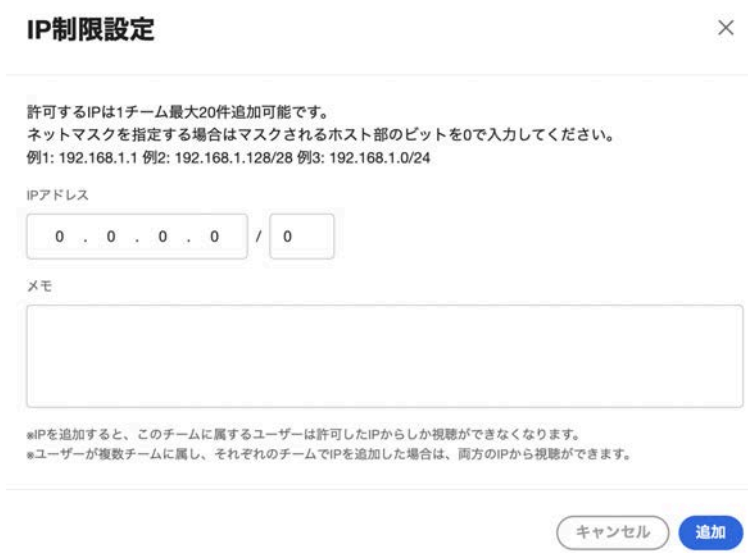 IP制限設定
許可するIPは1チーム最大20件追加可能です。
ネットマスクを指定する場合はマスクされるホスト部のビットを0で入力してください。
例1: 192.168.1.1 例2: 192.168.1.128/28 例3: 192.168.1.0/24
IPアドレス
0 . 0 . 0 . 0 / 0
メモ
※IPを追加すると、このチームに属するユーザーは許可したIPからしか視聴ができなくなります。
※ユーザーが複数チームに属し、それぞれのチームでIPを追加した場合は、両方のIPから視聴ができます。
キャンセル 追加